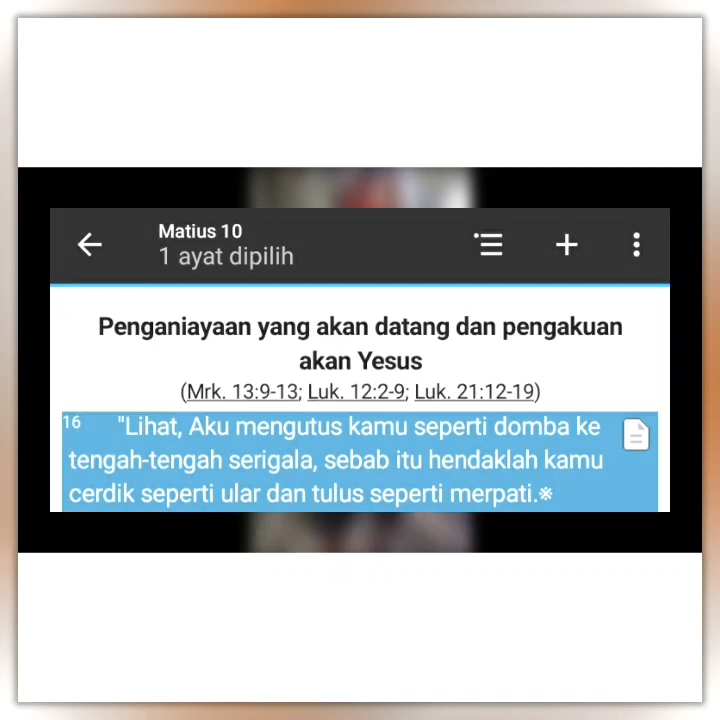 Matius 10
1 ayat dipilih
Penganiayaan yang akan datang dan pengakuan
akan Yesus
(Mrk. 13:9-13; Luk. 12:2-9; Luk. 21:12-19)
16 "Lihat, Aku mengutus kamu seperti domba ke
tengah-tengah serigala, sebab itu hendaklah kamu
cerdik seperti ular dan tulus seperti merpati.※